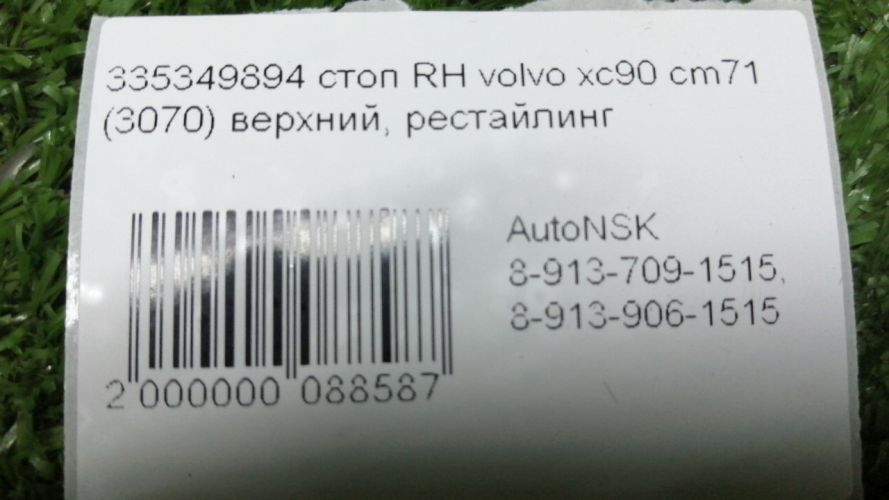 335349894 стоп RH volvo xc90 cm71
(3070) верхний, рестайлинг
AutoNSK
8-913-709-1515,
8-913-906-1515
2 000000 088587